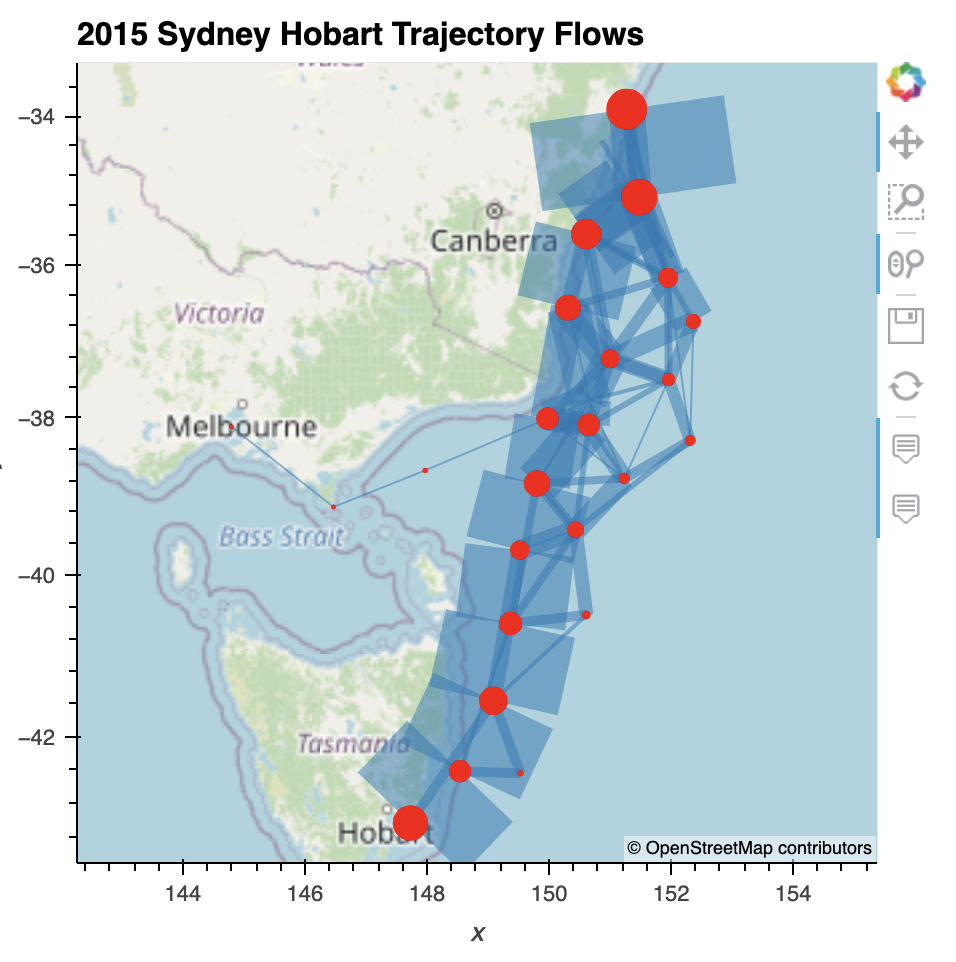 2015 Sydney Hobart Trajectory Flows
Wales
−34
Canberra
−36
Victoria
−38
Melbourne
Bass Strait
−40
−42
Tasmania
Hobart
© OpenStreetMap contributors
144
146
148
150
152
154
x